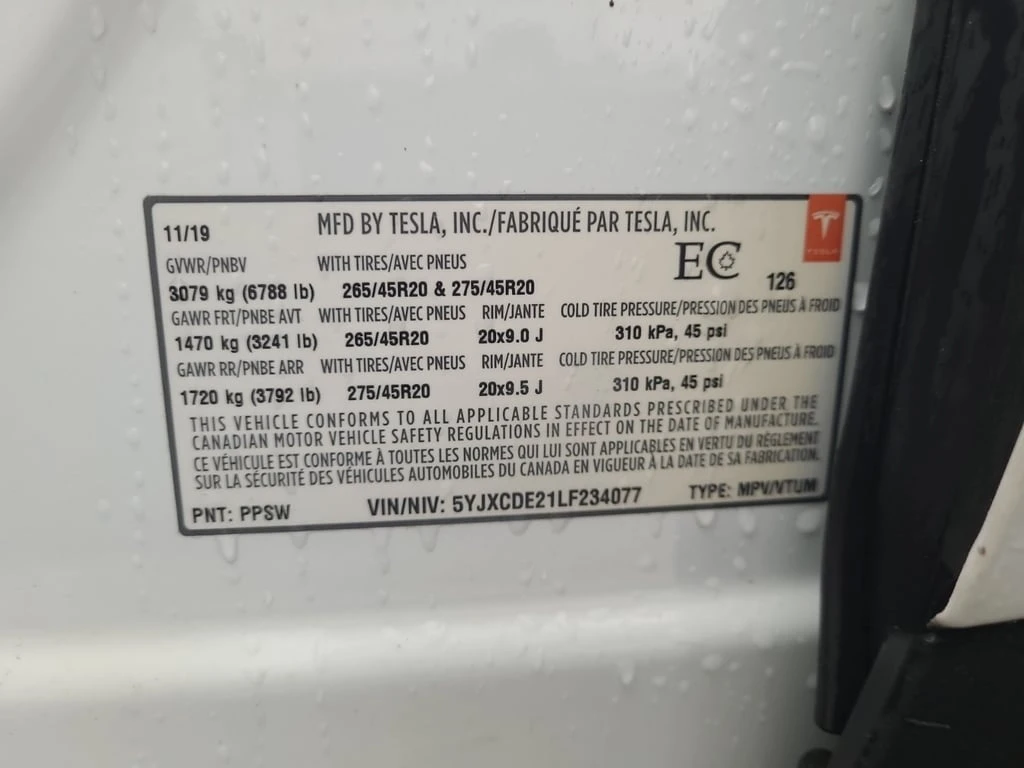 11/19 MFD BY TESLA, INC./FABRIQUÉ PAR TESLA, INC.
TESLA
EC
126
GVWR/PNBV WITH TIRES/AVEC PNEUS
3079 kg (6788 lb) 265/45R20 & 275/45R20
GAWR FRT/PNBE AVT WITH TIRES/AVEC PNEUS RIM/JANTE COLD TIRE PRESSURE/PRESSION DES PNEUS À FROID
1470 kg (3241 lb) 265/45R20 20x9.0 J 310 kPa, 45 psi
GAWR RR/PNBE ARR WITH TIRES/AVEC PNEUS RIM/JANTE COLD TIRE PRESSURE/PRESSION DES PNEUS À FROID
1720 kg (3792 lb) 275/45R20 20x9.5 J 310 kPa, 45 psi
THIS VEHICLE CONFORMS TO ALL APPLICABLE STANDARDS PRESCRIBED UNDER THE
CANADIAN MOTOR VEHICLE SAFETY REGULATIONS IN EFFECT ON THE DATE OF MANUFACTURE.
CE VÉHICULE EST CONFORME À TOUTES LES NORMES QUI LUI SONT APPLICABLES EN VERTU DU RÈGLEMENT
SUR LA SÉCURITÉ DES VÉHICULES AUTOMOBILES DU CANADA EN VIGUEUR À LA DATE DE SA FABRICATION.
PNT: PPSW VIN/NIV: 5YJXCDE21LF234077 TYPE: MPV/VTUM